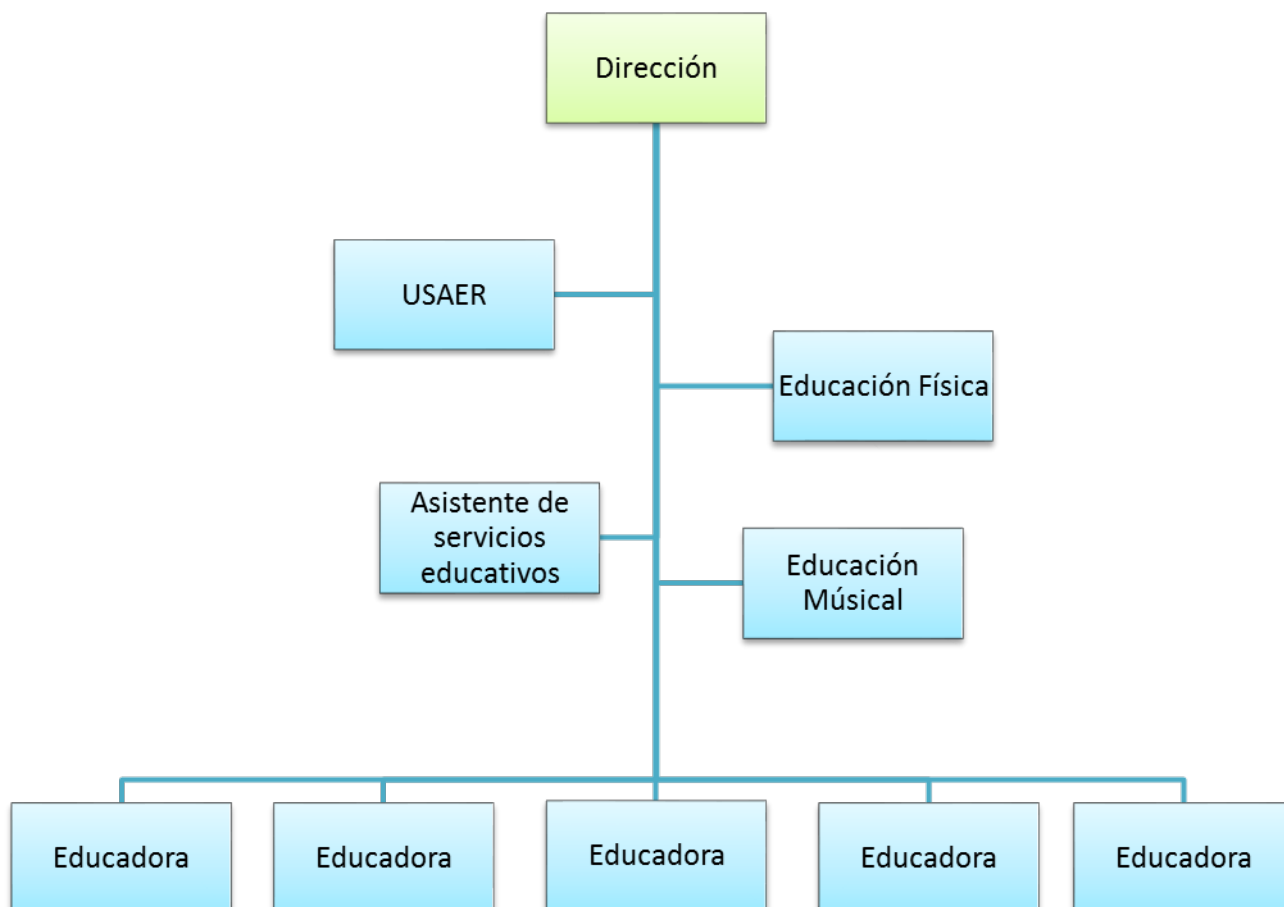 Dirección
USAER
Educación Física
Asistente de
servicios
educativos
Educación
Músical
Educadora
Educadora
Educadora
Educadora
Educadora